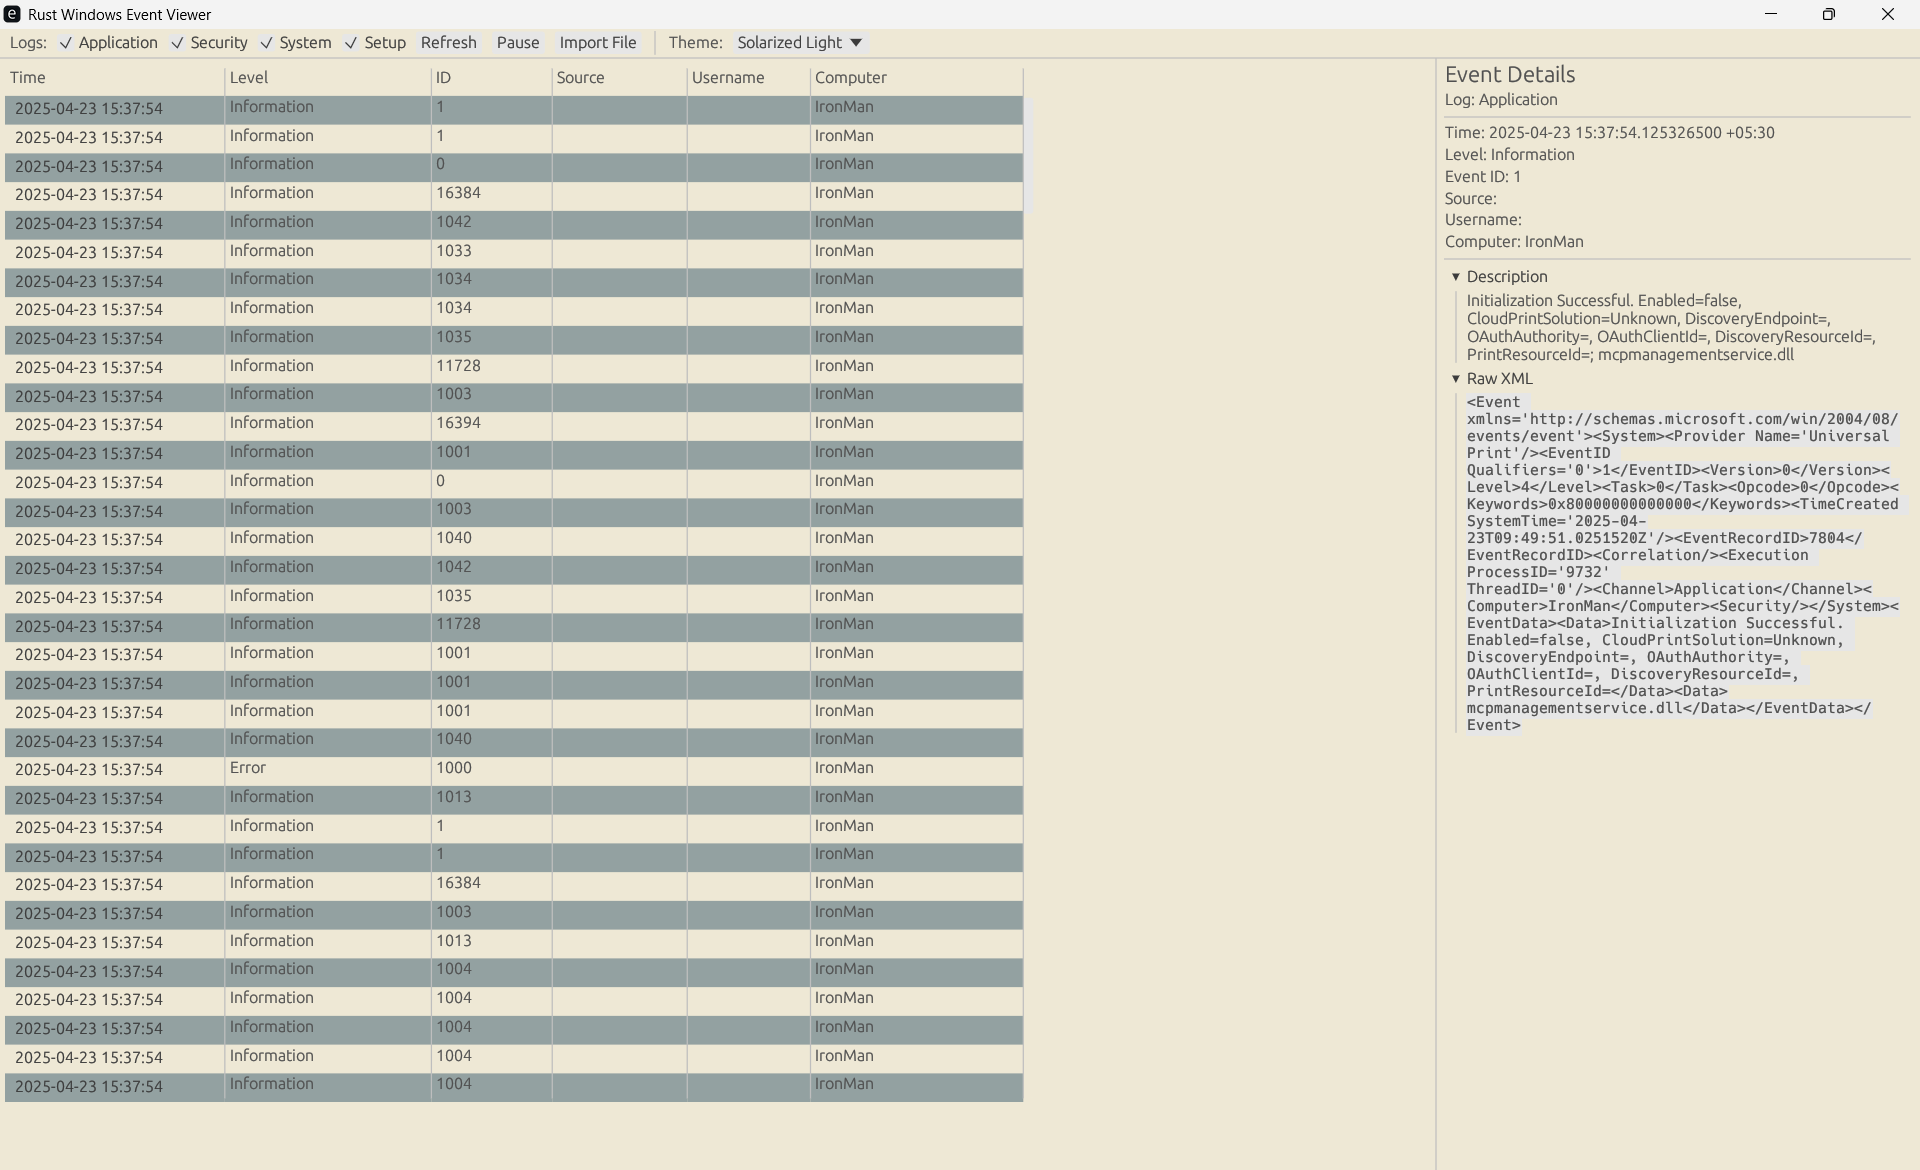 Rust Windows Event Viewer
Logs: Application Security System Setup Refresh Pause Import File Theme: Solarized Light
Time Level ID Source Username Computer
2025-04-23 15:37:54 Information 1 IronMan
2025-04-23 15:37:54 Information 1 IronMan
2025-04-23 15:37:54 Information 0 IronMan
2025-04-23 15:37:54 Information 16384 IronMan
2025-04-23 15:37:54 Information 1042 IronMan
2025-04-23 15:37:54 Information 1033 IronMan
2025-04-23 15:37:54 Information 1034 IronMan
2025-04-23 15:37:54 Information 1034 IronMan
2025-04-23 15:37:54 Information 1035 IronMan
2025-04-23 15:37:54 Information 11728 IronMan
2025-04-23 15:37:54 Information 1003 IronMan
2025-04-23 15:37:54 Information 16394 IronMan
2025-04-23 15:37:54 Information 1001 IronMan
2025-04-23 15:37:54 Information 0 IronMan
2025-04-23 15:37:54 Information 1003 IronMan
2025-04-23 15:37:54 Information 1040 IronMan
2025-04-23 15:37:54 Information 1042 IronMan
2025-04-23 15:37:54 Information 1035 IronMan
2025-04-23 15:37:54 Information 11728 IronMan
2025-04-23 15:37:54 Information 1001 IronMan
2025-04-23 15:37:54 Information 1001 IronMan
2025-04-23 15:37:54 Information 1001 IronMan
2025-04-23 15:37:54 Information 1040 IronMan
2025-04-23 15:37:54 Error 1000 IronMan
2025-04-23 15:37:54 Information 1013 IronMan
2025-04-23 15:37:54 Information 1 IronMan
2025-04-23 15:37:54 Information 1 IronMan
2025-04-23 15:37:54 Information 16384 IronMan
2025-04-23 15:37:54 Information 1003 IronMan
2025-04-23 15:37:54 Information 1013 IronMan
2025-04-23 15:37:54 Information 1004 IronMan
2025-04-23 15:37:54 Information 1004 IronMan
2025-04-23 15:37:54 Information 1004 IronMan
2025-04-23 15:37:54 Information 1004 IronMan
2025-04-23 15:37:54 Information 1004 IronMan
Event Details
Log: Application
Time: 2025-04-23 15:37:54.125326500 +05:30
Level: Information
Event ID: 1
Source:
Username:
Computer: IronMan
Description
Initialization Successful. Enabled=false,
CloudPrintSolution=Unknown, DiscoveryEndpoint=,
OAuthAuthority=, OAuthClientId=, DiscoveryResourceId=,
PrintResourceId=; mcpmanagementservice.dll
Raw XML
<Event
xmlns='http://schemas.microsoft.com/win/2004/08/
events/event'><System><Provider Name='Universal
Print'/><EventID
Qualifiers='0'>1</EventID><Version>0</Version><
Level>4</Level><Task>0</Task><Opcode>0</Opcode><
Keywords>0x80000000000000</Keywords><TimeCreated
SystemTime='2025-04-
23T09:49:51.0251520Z'/><EventRecordID>7804</
EventRecordID><Correlation/><Execution
ProcessID='9732'
ThreadID='0'/><Channel>Application</Channel><
Computer>IronMan</Computer><Security/></System><
EventData><Data>Initialization Successful.
Enabled=false, CloudPrintSolution=Unknown,
DiscoveryEndpoint=, OAuthAuthority=,
OAuthClientId=, DiscoveryResourceId=,
PrintResourceId=</Data><Data>
mcpmanagementservice.dll</Data></EventData></
Event>